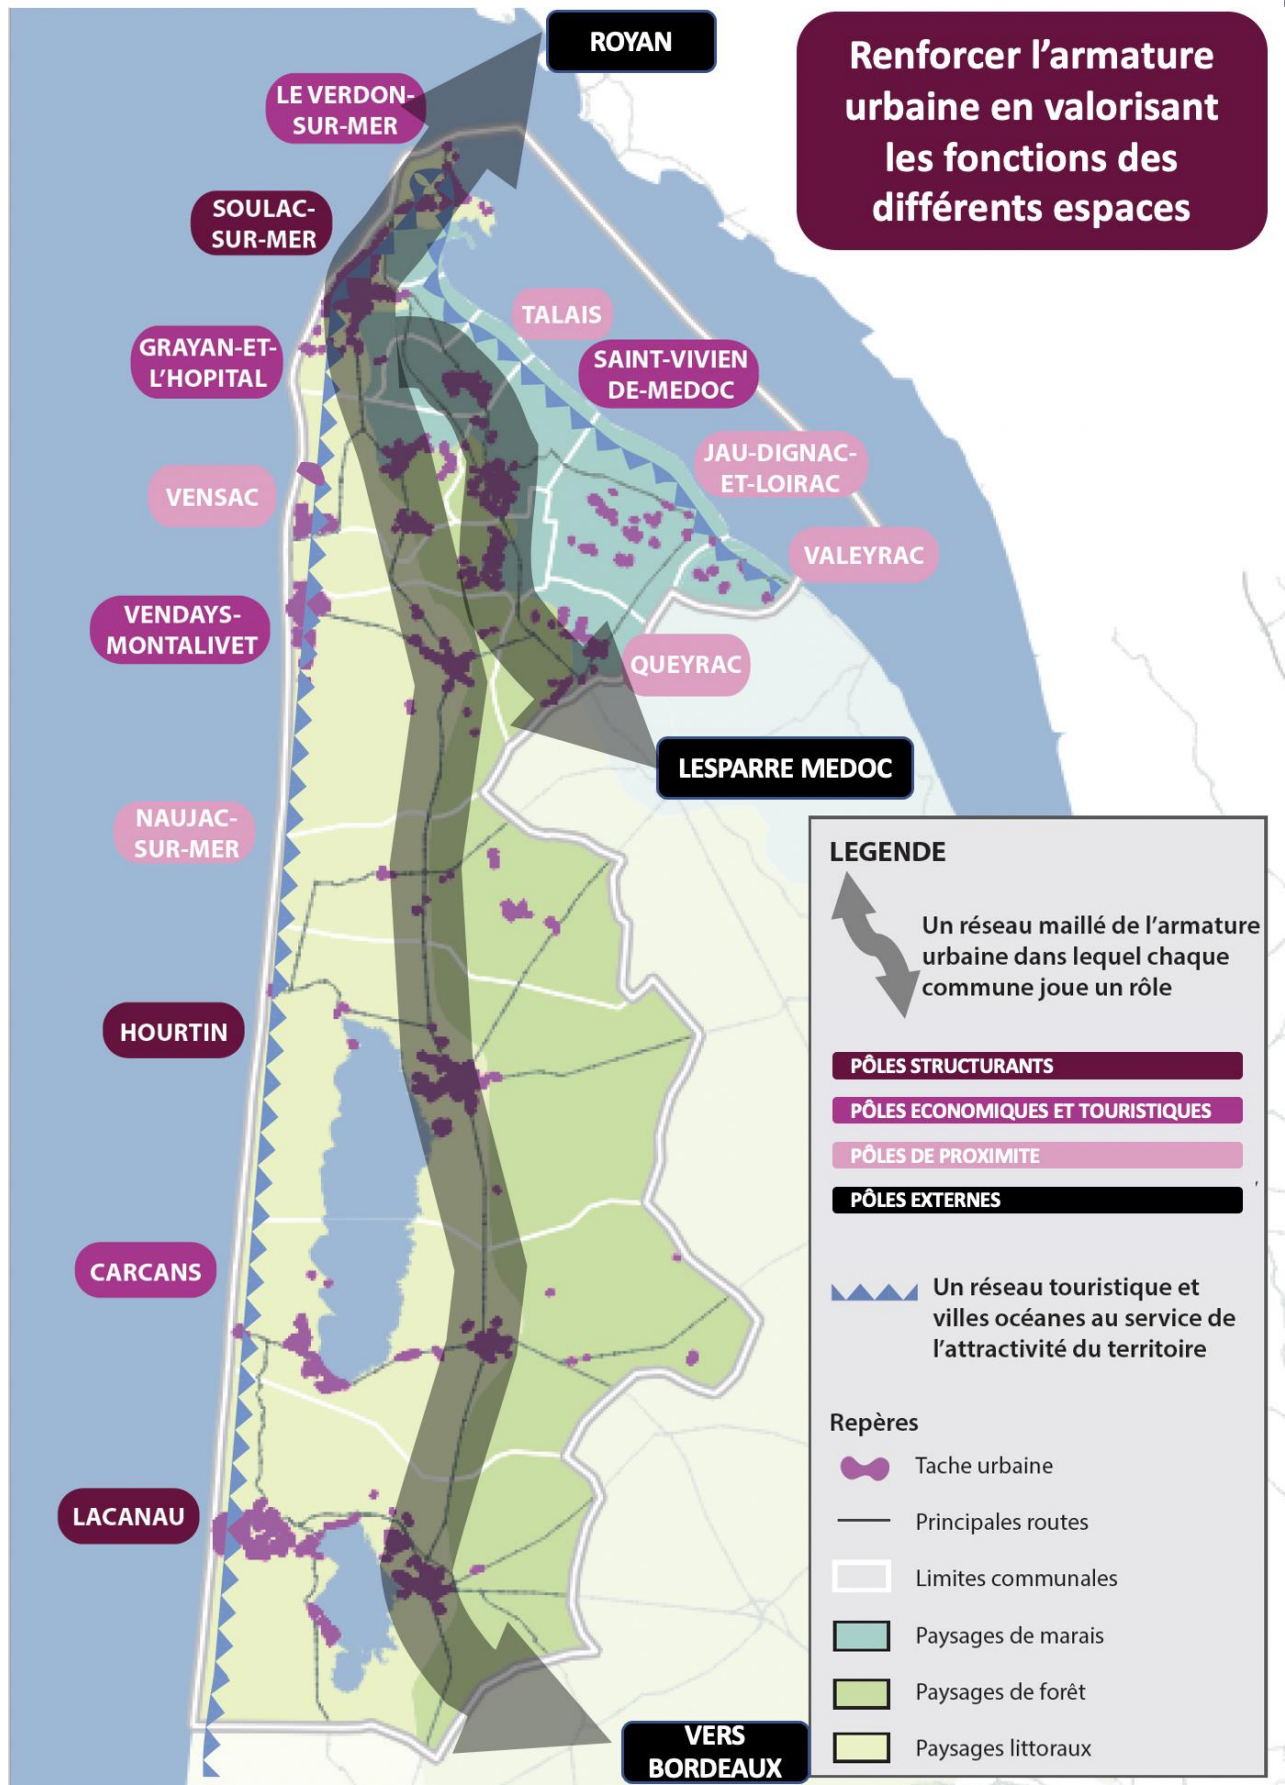 ROYAN
Renforcer l'armature
urbaine en valorisant
les fonctions des
différents espaces
LE VERDON-
SUR-MER
SOULAC-
SUR-MER
TALAIS
GRAYAN-ET-
L'HOPITAL
SAINT-VIVIEN
DE-MEDOC
JAU-DIGNAC-
ET-LOIRAC
VENSAC
VALEYRAC
VENDAYS-
MONTALIVET
QUEYRAC
LESPARRE MEDOC
NAUJAC-
SUR-MER
HOURTIN
CARCANS
LACANAU
VERS
BORDEAUX
LEGENDE
Un réseau maillé de l'armature
urbaine dans lequel chaque
commune joue un rôle
PÔLES STRUCTURANTS
PÔLES ECONOMIQUES ET TOURISTIQUES
PÔLES DE PROXIMITE
PÔLES EXTERNES
Un réseau touristique et
villes océanes au service de
l'attractivité du territoire
Repères
Tache urbaine
Principales routes
Limites communales
Paysages de marais
Paysages de forêt
Paysages littoraux